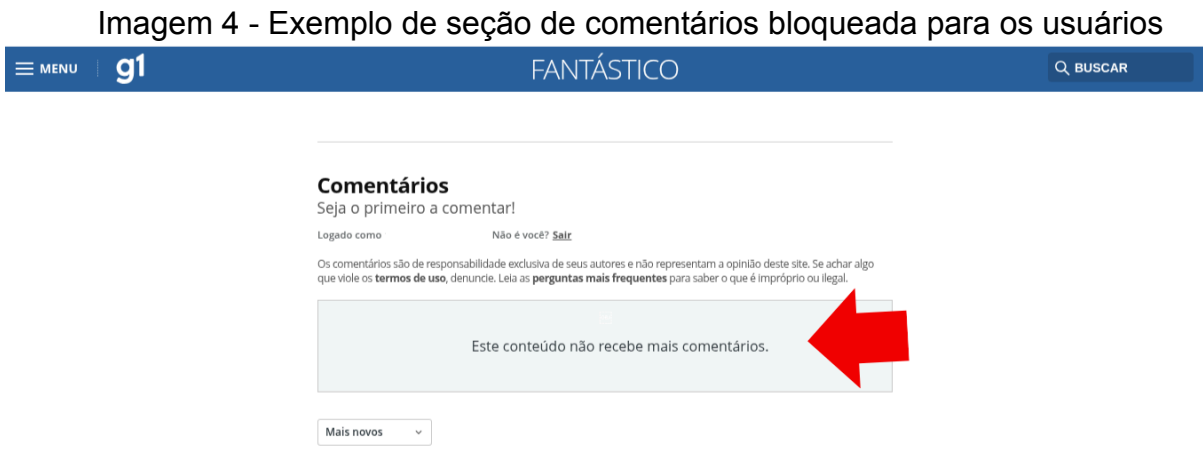 Imagem 4 - Exemplo de seção de comentários bloqueada para os usuários
MENU g1 FANTÁSTICO BUSCAR
Comentários
Seja o primeiro a comentar!
Logado como Não é você? Sair
Os comentários são de responsabilidade exclusiva de seus autores e não representam a opinião deste site. Se achar algo
que viole os termos de uso, denuncie. Leia as perguntas mais frequentes para saber o que é impróprio ou ilegal.
Este conteúdo não recebe mais comentários.
Mais novos